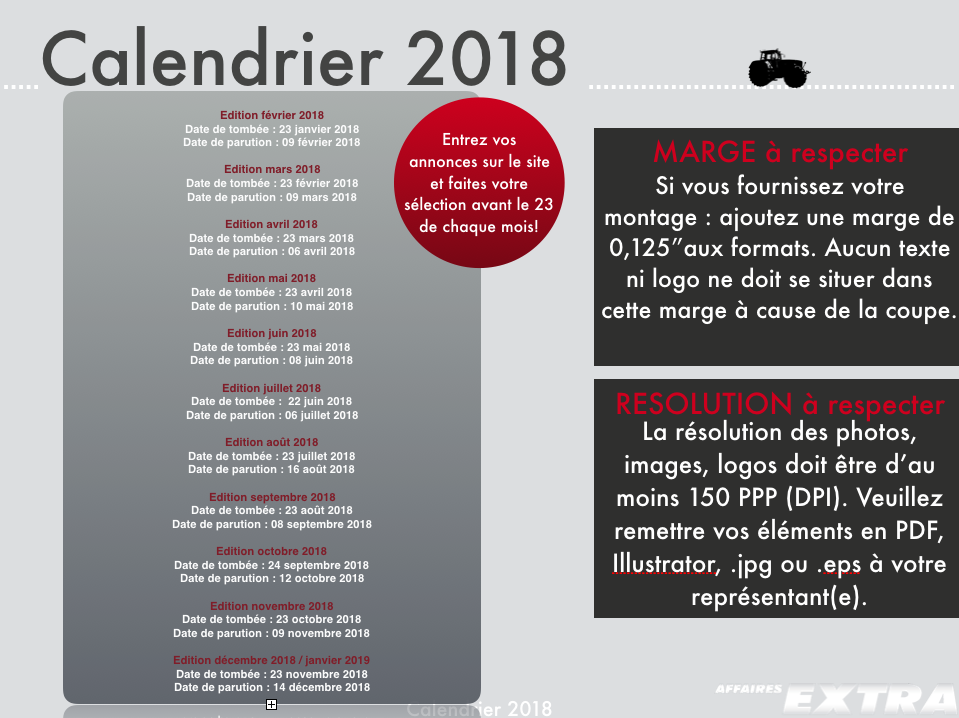 Calendrier 2018
Edition février 2018
Date de tombée : 23 janvier 2018
Date de parution : 09 février 2018
Edition mars 2018
Date de tombée : 23 février 2018
Date de parution : 09 mars 2018
Edition avril 2018
Date de tombée : 23 mars 2018
Date de parution : 06 avril 2018
Edition mai 2018
Date de tombée : 23 avril 2018
Date de parution : 10 mai 2018
Edition juin 2018
Date de tombée : 23 mai 2018
Date de parution : 08 juin 2018
Edition juillet 2018
Date de tombée :  22 juin 2018
Date de parution : 06 juillet 2018
Edition août 2018
Date de tombée : 23 juillet 2018
Date de parution : 16 août 2018
Edition septembre 2018
Date de tombée : 23 août 2018
Date de parution : 08 septembre 2018
Edition octobre 2018
Date de tombée : 24 septembre 2018
Date de parution : 12 octobre 2018
Edition novembre 2018
Date de tombée : 23 octobre 2018
Date de parution : 09 novembre 2018
Edition décembre 2018 / janvier 2019
Date de tombée : 23 novembre 2018
Date de parution : 14 décembre 2018
Entrez vos
annonces sur le site
et faites votre
sélection avant le 23
de chaque mois!
MARGE à respecter
Si vous fournissez votre
montage : ajoutez une marge de
0,125”aux formats. Aucun texte
ni logo ne doit se situer dans
cette marge à cause de la coupe.
RESOLUTION à respecter
La résolution des photos,
images, logos doit être d’au
moins 150 PPP (DPI). Veuillez
remettre vos éléments en PDF,
Illustrator, .jpg ou .eps à votre
représentant(e).
Calendrier 2018
AFFAIRES EXTRA